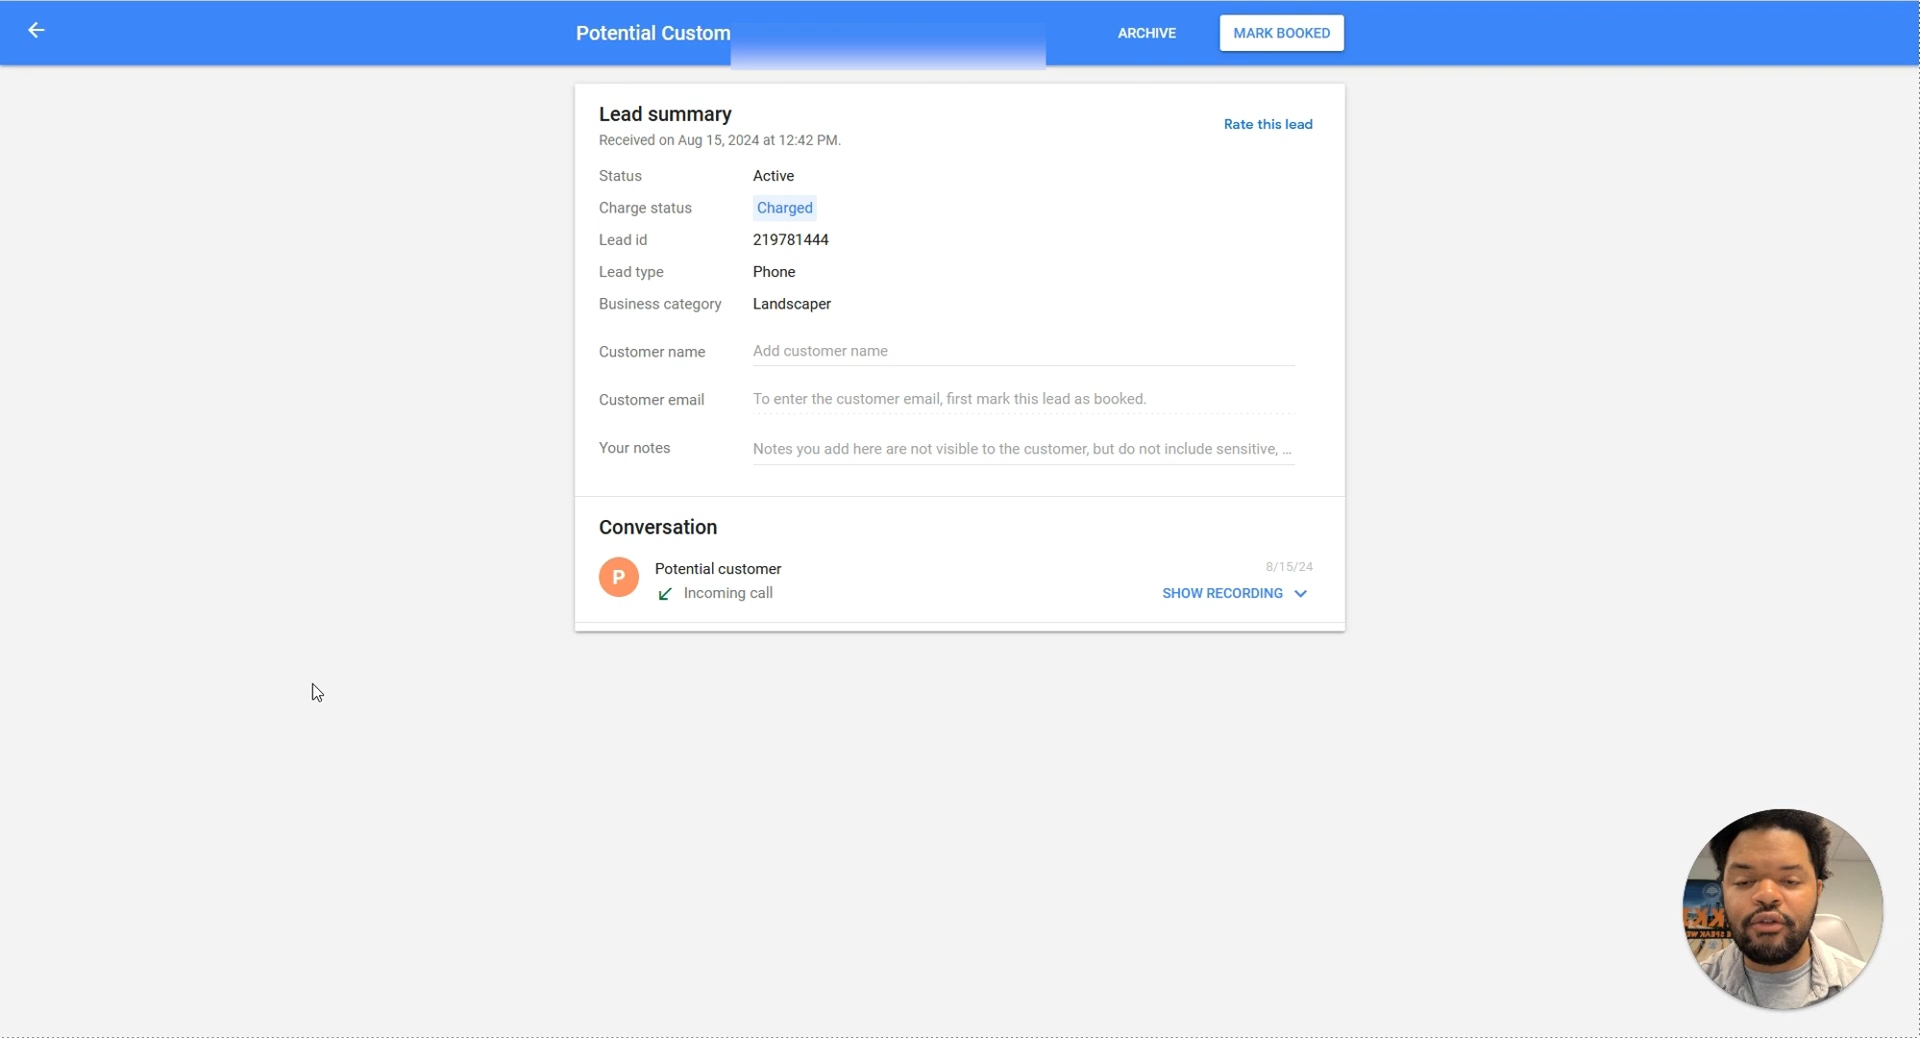 Potential Custom
ARCHIVE
MARK BOOKED
Lead summary
Rate this lead
Received on Aug 15, 2024 at 12:42 PM.
Status Active
Charge status Charged
Lead id 219781444
Lead type Phone
Business category Landscaper
Customer name Add customer name
Customer email To enter the customer email, first mark this lead as booked.
Your notes Notes you add here are not visible to the customer, but do not include sensitive, ...
Conversation
P
Potential customer
8/15/24
Incoming call
SHOW RECORDING